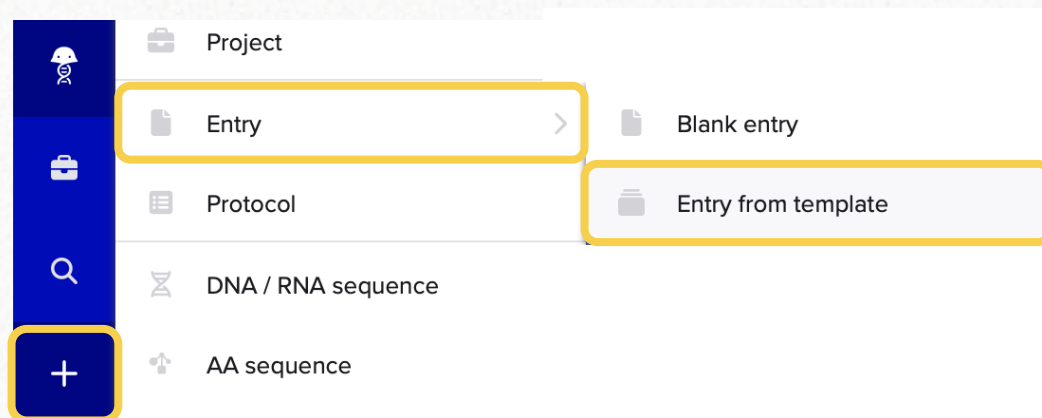 Project
Entry
Blank entry
Protocol
Entry from template
DNA / RNA sequence
AA sequence